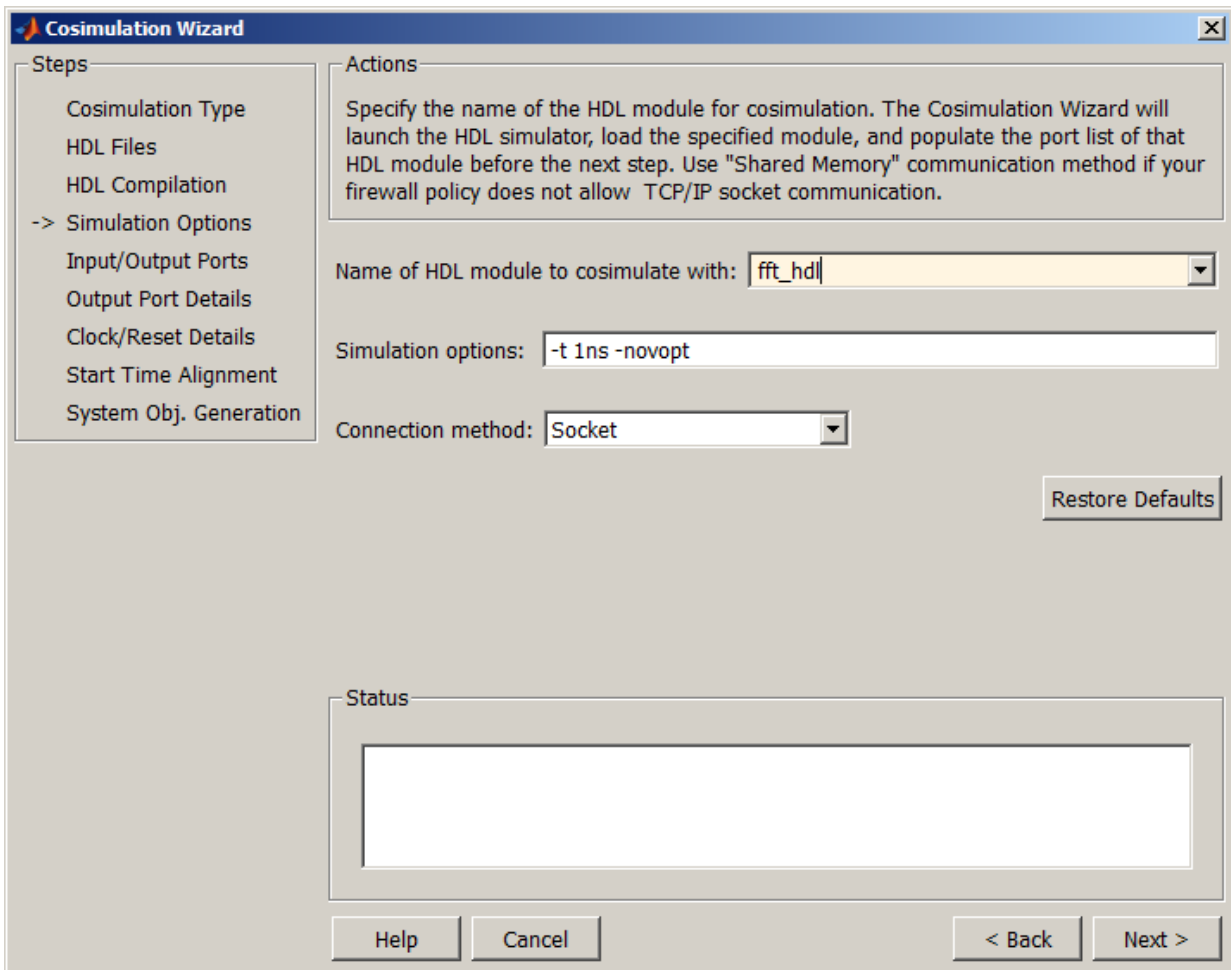 Cosimulation Wizard
Steps
Cosimulation Type
HDL Files
HDL Compilation
-> Simulation Options
Input/Output Ports
Output Port Details
Clock/Reset Details
Start Time Alignment
System Obj. Generation
Actions
Specify the name of the HDL module for cosimulation. The Cosimulation Wizard will
launch the HDL simulator, load the specified module, and populate the port list of that
HDL module before the next step. Use "Shared Memory" communication method if your
firewall policy does not allow  TCP/IP socket communication.
Name of HDL module to cosimulate with: fft_hdl
Simulation options: -t 1ns -novopt
Connection method: Socket
Restore Defaults
Status
Help Cancel < Back Next >